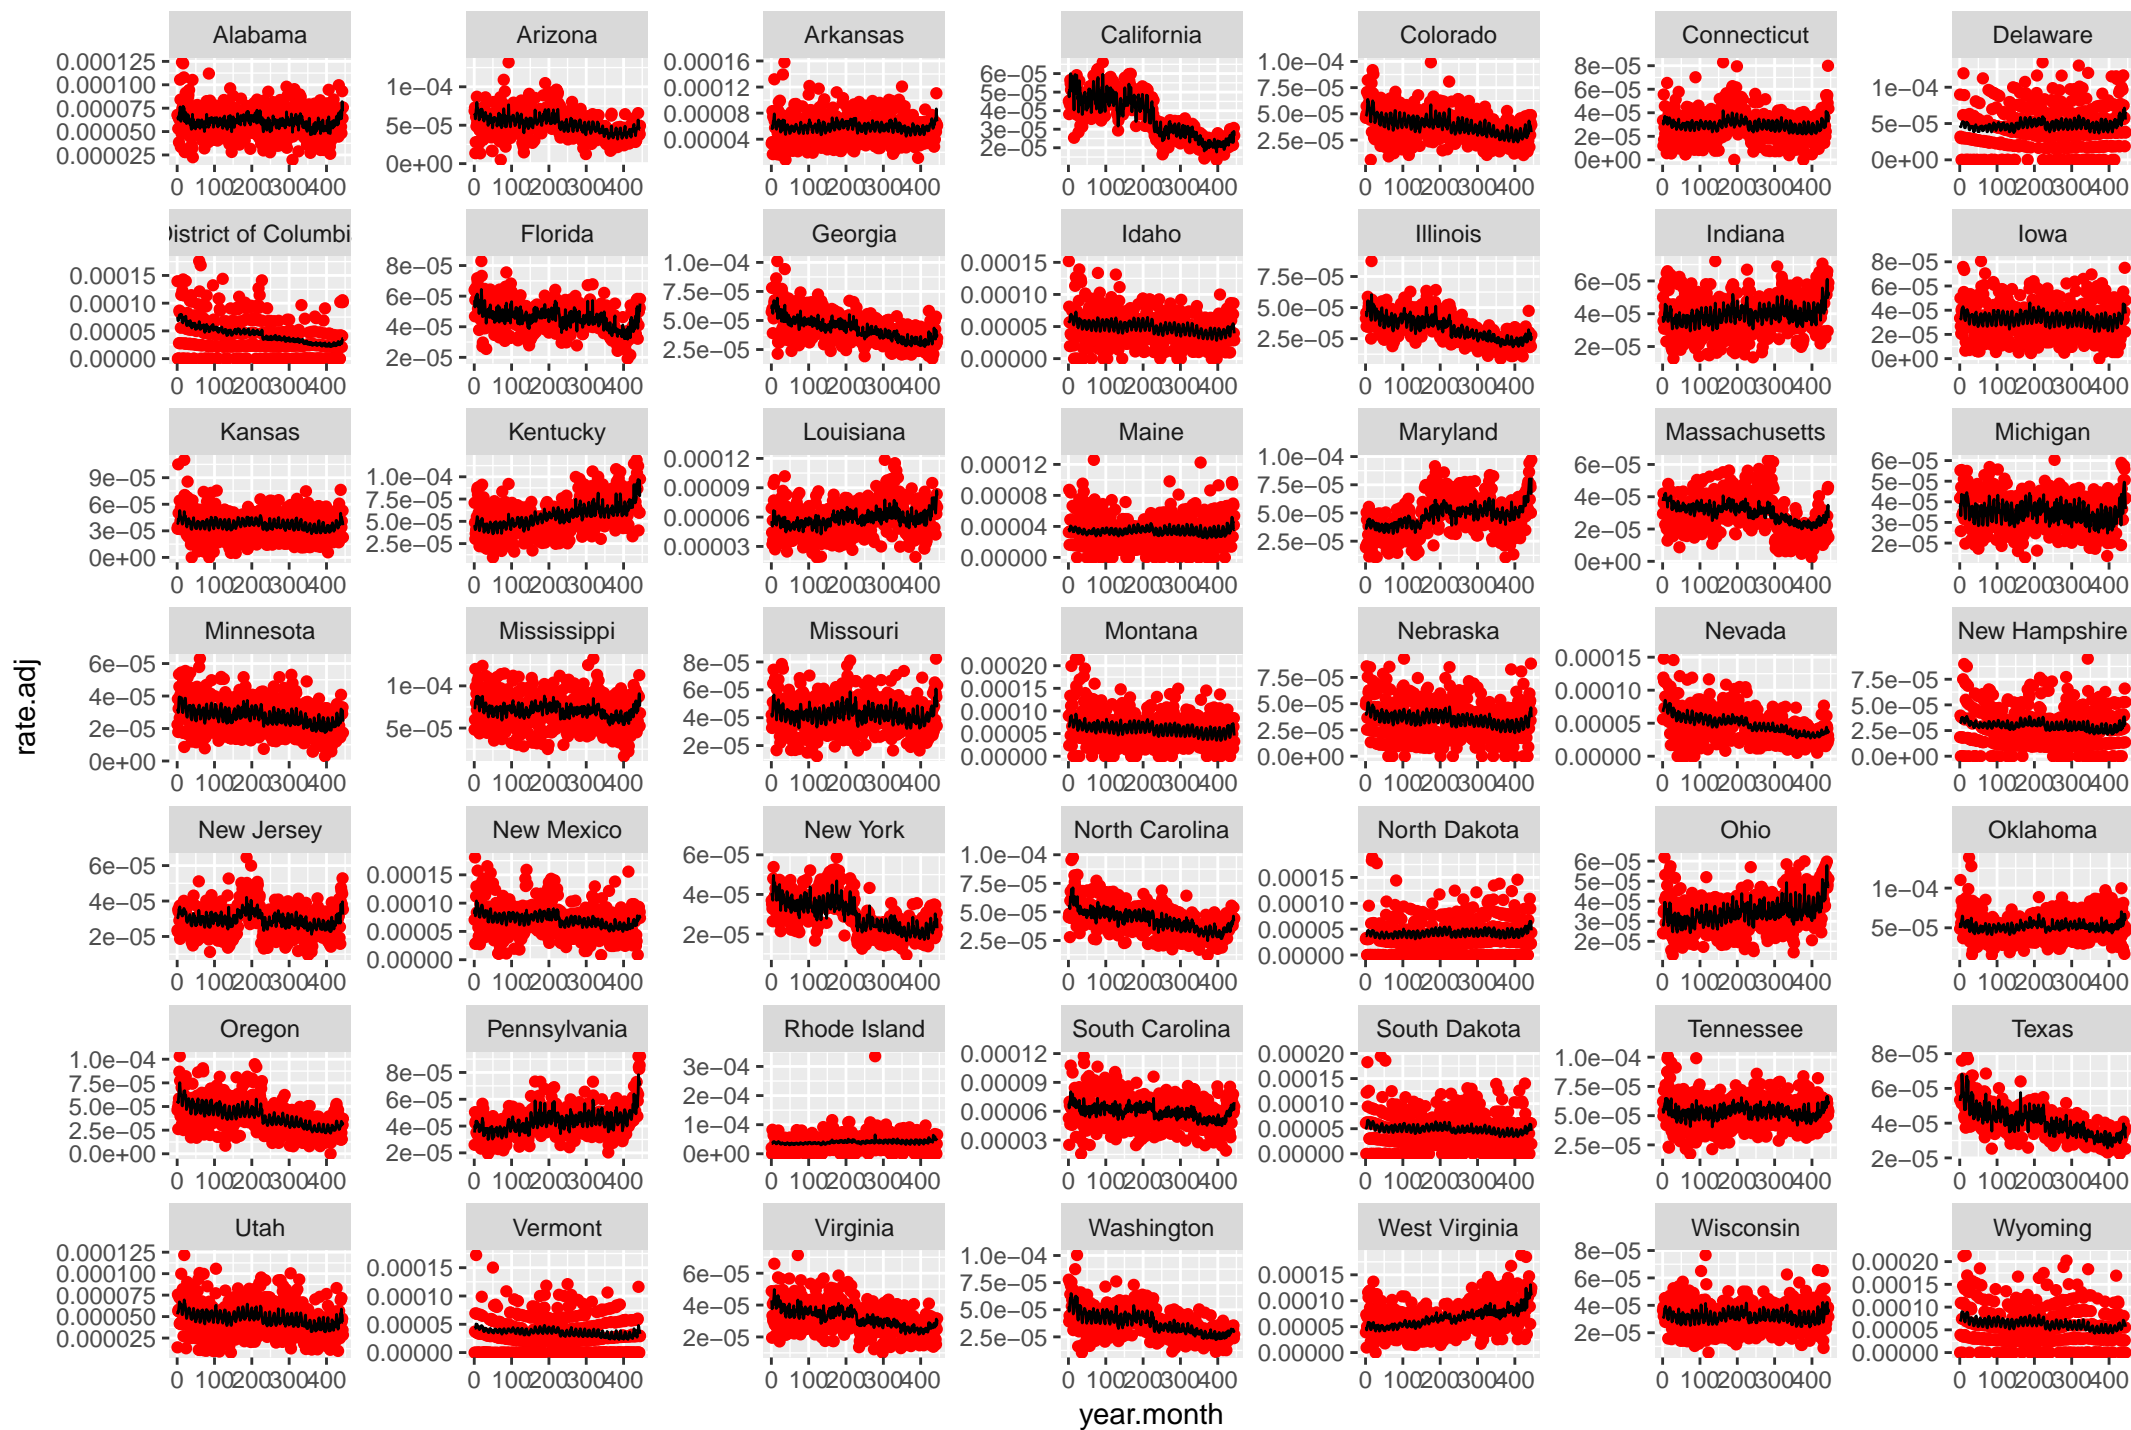 rate.adj
Alabama
0.000125
0.000100
0.000075
0.000050
0.000025
0 100200300400
Arizona
1e−04
5e−05
0e+00
0 100200300400
Arkansas
0.00016
0.00012
0.00008
0.00004
0 100200300400
California
6e−05
5e−05
4e−05
3e−05
2e−05
0 100200300400
Colorado
1.0e−04
7.5e−05
5.0e−05
2.5e−05
0 100200300400
Connecticut
8e−05
6e−05
4e−05
2e−05
0e+00
0 100200300400
Delaware
1e−04
5e−05
0e+00
0 100200300400
istrict of Columbi
0.00015
0.00010
0.00005
0.00000
0 100200300400
Florida
8e−05
6e−05
4e−05
2e−05
0 100200300400
Georgia
1.0e−04
7.5e−05
5.0e−05
2.5e−05
0 100200300400
Idaho
0.00015
0.00010
0.00005
0.00000
0 100200300400
Illinois
7.5e−05
5.0e−05
2.5e−05
0 100200300400
Indiana
6e−05
4e−05
2e−05
0 100200300400
Iowa
8e−05
6e−05
4e−05
2e−05
0e+00
0 100200300400
Kansas
9e−05
6e−05
3e−05
0e+00
0 100200300400
Kentucky
1.0e−04
7.5e−05
5.0e−05
2.5e−05
0 100200300400
Louisiana
0.00012
0.00009
0.00006
0.00003
0 100200300400
Maine
0.00012
0.00008
0.00004
0.00000
0 100200300400
Maryland
1.0e−04
7.5e−05
5.0e−05
2.5e−05
0 100200300400
Massachusetts
6e−05
4e−05
2e−05
0e+00
0 100200300400
Michigan
6e−05
5e−05
4e−05
3e−05
2e−05
0 100200300400
Minnesota
6e−05
4e−05
2e−05
0e+00
0 100200300400
Mississippi
1e−04
5e−05
0 100200300400
Missouri
8e−05
6e−05
4e−05
2e−05
0 100200300400
Montana
0.00020
0.00015
0.00010
0.00005
0.00000
0 100200300400
Nebraska
7.5e−05
5.0e−05
2.5e−05
0.0e+00
0 100200300400
Nevada
0.00015
0.00010
0.00005
0.00000
0 100200300400
New Hampshire
7.5e−05
5.0e−05
2.5e−05
0.0e+00
0 100200300400
New Jersey
6e−05
4e−05
2e−05
0 100200300400
New Mexico
0.00015
0.00010
0.00005
0.00000
0 100200300400
New York
6e−05
4e−05
2e−05
0 100200300400
North Carolina
1.0e−04
7.5e−05
5.0e−05
2.5e−05
0 100200300400
North Dakota
0.00015
0.00010
0.00005
0.00000
0 100200300400
Ohio
6e−05
5e−05
4e−05
3e−05
2e−05
0 100200300400
Oklahoma
1e−04
5e−05
0 100200300400
Oregon
1.0e−04
7.5e−05
5.0e−05
2.5e−05
0.0e+00
0 100200300400
Pennsylvania
8e−05
6e−05
4e−05
2e−05
0 100200300400
Rhode Island
3e−04
2e−04
1e−04
0e+00
0 100200300400
South Carolina
0.00012
0.00009
0.00006
0.00003
0 100200300400
South Dakota
0.00020
0.00015
0.00010
0.00005
0.00000
0 100200300400
Tennessee
1.0e−04
7.5e−05
5.0e−05
2.5e−05
0 100200300400
Texas
8e−05
6e−05
4e−05
2e−05
0 100200300400
Utah
0.000125
0.000100
0.000075
0.000050
0.000025
0 100200300400
Vermont
0.00015
0.00010
0.00005
0.00000
0 100200300400
Virginia
6e−05
4e−05
2e−05
0 100200300400
Washington
1.0e−04
7.5e−05
5.0e−05
2.5e−05
0 100200300400
West Virginia
0.00015
0.00010
0.00005
0.00000
0 100200300400
Wisconsin
8e−05
6e−05
4e−05
2e−05
0 100200300400
Wyoming
0.00020
0.00015
0.00010
0.00005
0.00000
0 100200300400
year.month